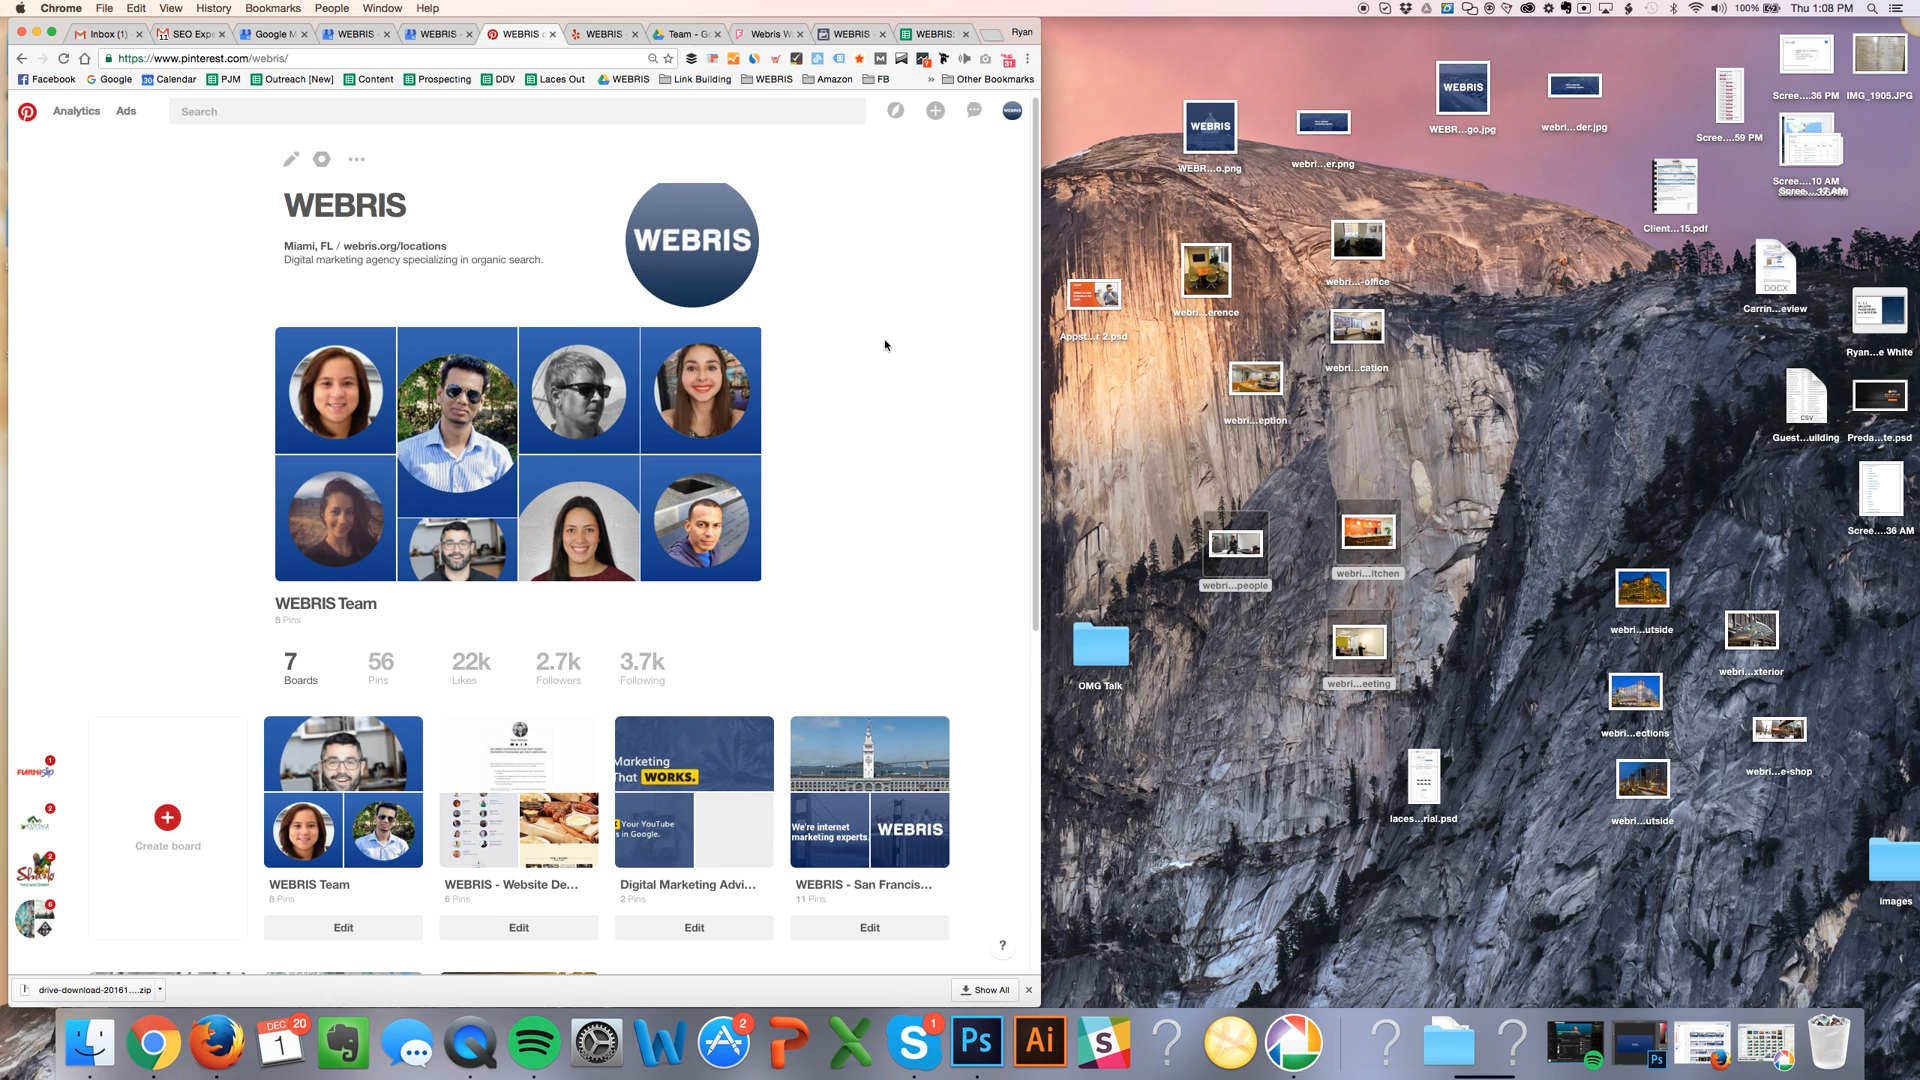 Chrome File Edit View History Bookmarks People Window Help
100% Thu 1:08 PM
Inbox (1) SEO Exp Google M WEBRIS - WEBRIS - WEBRIS WEBRIS - Team - G Webris W WEBRIS WEBRIS: Ryan
https://www.pinterest.com/webris/
Facebook Google Calendar PJM Outreach [New] Content Prospecting DDV Laces Out WEBRIS Link Building WEBRIS Amazon FB » Other Bookmarks
Analytics Ads Search
WEBRIS
Miami, FL / webris.org/locations
Digital marketing agency specializing in organic search.
WEBRIS
WEBRIS Team
8 Pins
7 56 22k 2.7k 3.7k
Boards Pins Likes Followers Following
Create board
Marketing
That WORKS.
Your YouTube
s in Google.
We're internet
marketing experts.
WEBRIS
WEBRIS Team
8 Pins
Edit
WEBRIS - Website De...
6 Pins
Edit
Digital Marketing Advi...
2 Pins
Edit
WEBRIS - San Francis...
11 Pins
Edit
?
drive-download-20161....zip
Show All
WEBRIS
WEBR...o.png
webri...er.png
WEBRIS
WEBR...go.jpg
webri...der.jpg
Scree....59 PM
Scree....36 PM
IMG_1905.JPG
Scree....10 AM
Client...15.pdf
webri...-office
webri...erence
Appst...r 2.psd
webri...cation
webri...eption
DOCX
Carrin...eview
Ryan...e White
CSV
Guest...uilding
Preda...te.psd
Scree....36 AM
webri...people
webri...itchen
webri...eeting
OMG Talk
webri...utside
webri...xterior
webri...ections
webri...e-shop
webri...utside
laces...rial.psd
images
DEC 20
1
2
1
Ps
Ai
S